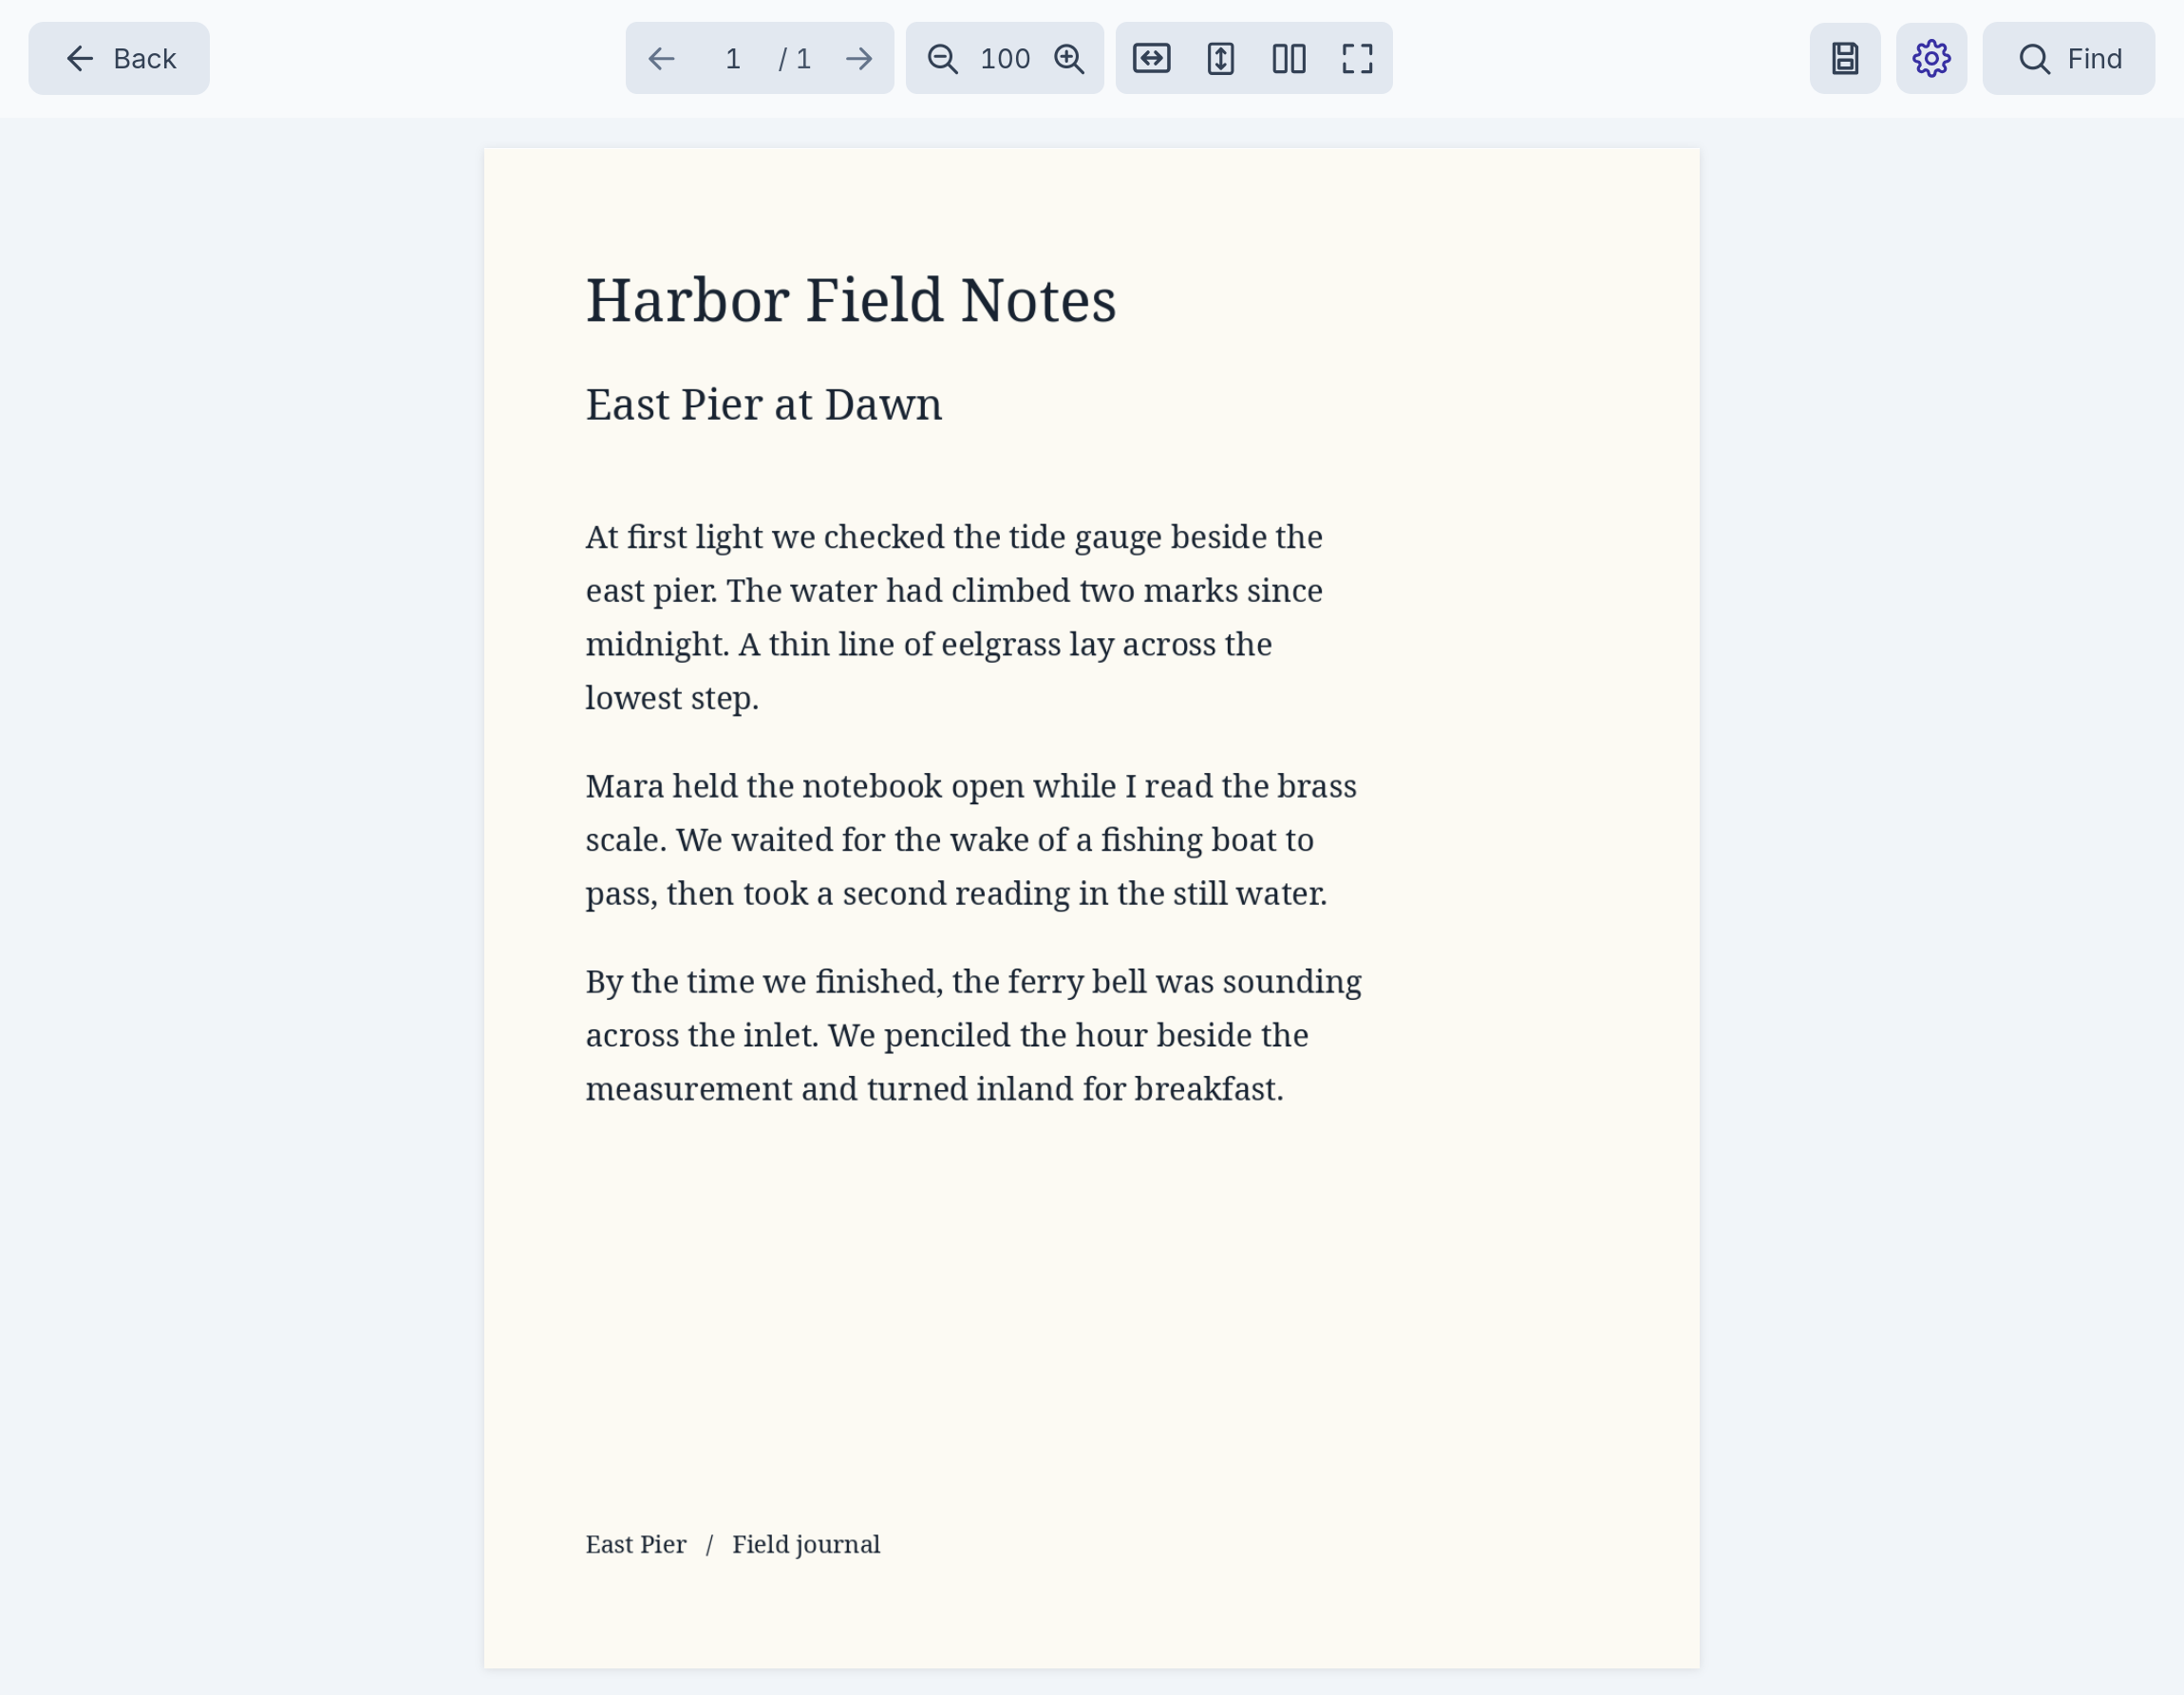 Back
1 / 1
100
Find
Harbor Field Notes
East Pier at Dawn
At first light we checked the tide gauge beside the
east pier. The water had climbed two marks since
midnight. A thin line of eelgrass lay across the
lowest step.
Mara held the notebook open while I read the brass
scale. We waited for the wake of a fishing boat to
pass, then took a second reading in the still water.
By the time we finished, the ferry bell was sounding
across the inlet. We penciled the hour beside the
measurement and turned inland for breakfast.
East Pier / Field journal